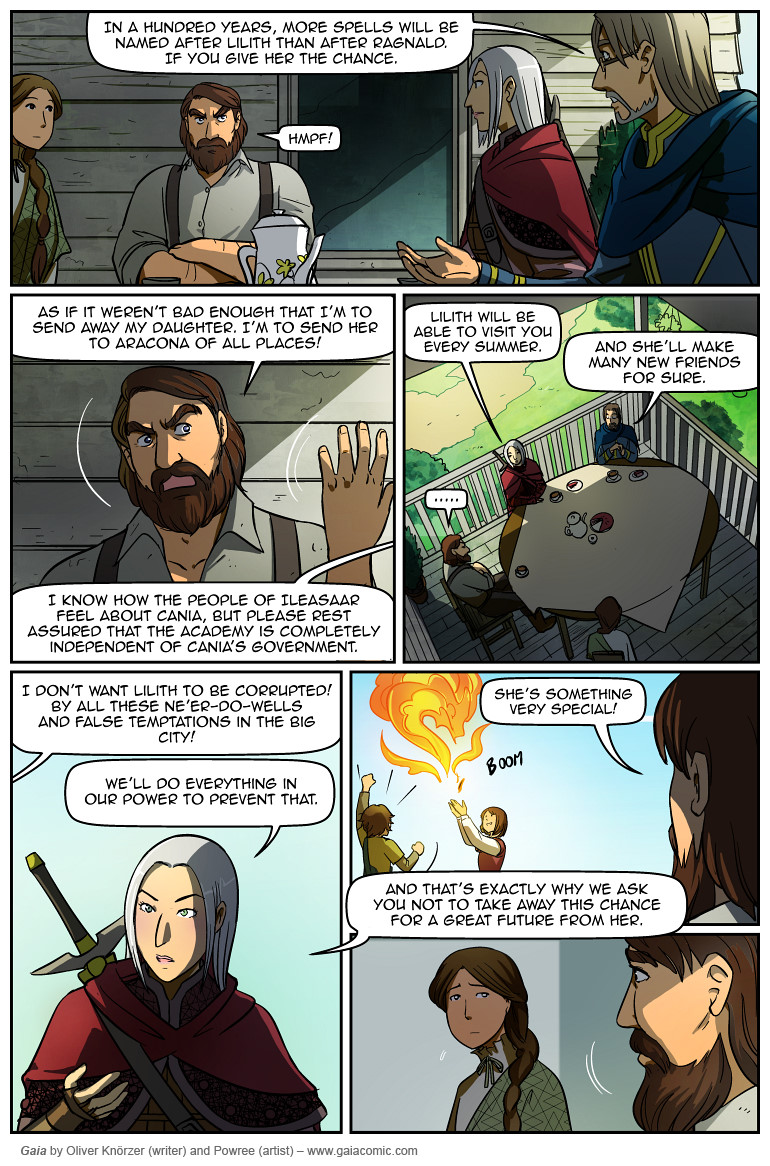 IN A HUNDRED YEARS, MORE SPELLS WILL BE
NAMED AFTER LILITH THAN AFTER RAGNALD.
IF YOU GIVE HER THE CHANCE.
HMPF!
AS IF IT WEREN'T BAD ENOUGH THAT I'M TO
SEND AWAY MY DAUGHTER. I'M TO SEND HER
TO ARACONA OF ALL PLACES!
I KNOW HOW THE PEOPLE OF ILEASAAR
FEEL ABOUT CANIA, BUT PLEASE REST
ASSURED THAT THE ACADEMY IS COMPLETELY
INDEPENDENT OF CANIA'S GOVERNMENT.
LILITH WILL BE
ABLE TO VISIT YOU
EVERY SUMMER.
AND SHE'LL MAKE
MANY NEW FRIENDS
FOR SURE.
.....
I DON'T WANT LILITH TO BE CORRUPTED!
BY ALL THESE NE'ER-DO-WELLS
AND FALSE TEMPTATIONS IN THE BIG
CITY!
WE'LL DO EVERYTHING IN
OUR POWER TO PREVENT THAT.
SHE'S SOMETHING
VERY SPECIAL!
BOOM
AND THAT'S EXACTLY WHY WE ASK
YOU NOT TO TAKE AWAY THIS CHANCE
FOR A GREAT FUTURE FROM HER.
Gaia by Oliver Knörzer (writer) and Powree (artist) – www.gaiacomic.com